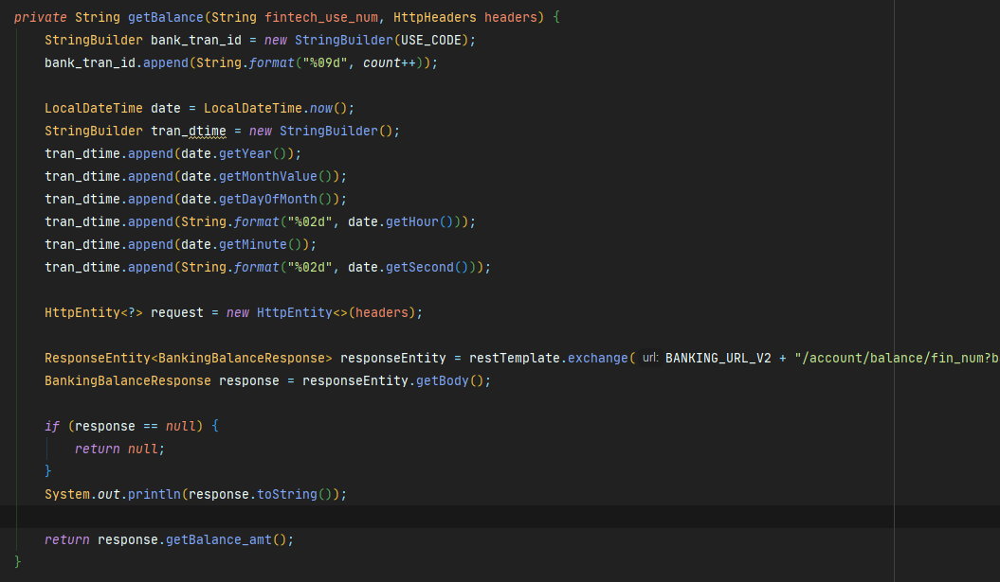 private String getBalance(String fintech_use_num, HttpHeaders headers) {
    StringBuilder bank_tran_id = new StringBuilder(USE_CODE);
    bank_tran_id.append(String.format("%09d", count++));

    LocalDateTime date = LocalDateTime.now();
    StringBuilder tran_dtime = new StringBuilder();
    tran_dtime.append(date.getYear());
    tran_dtime.append(date.getMonthValue());
    tran_dtime.append(date.getDayOfMonth());
    tran_dtime.append(String.format("%02d", date.getHour()));
    tran_dtime.append(date.getMinute());
    tran_dtime.append(String.format("%02d", date.getSecond()));

    HttpEntity<?> request = new HttpEntity<>(headers);

    ResponseEntity<BankingBalanceResponse> responseEntity = restTemplate.exchange( url: BANKING_URL_V2 + "/account/balance/fin_num?b
    BankingBalanceResponse response = responseEntity.getBody();

    if (response == null) {
        return null;
    }
    System.out.println(response.toString());

    return response.getBalance_amt();
}